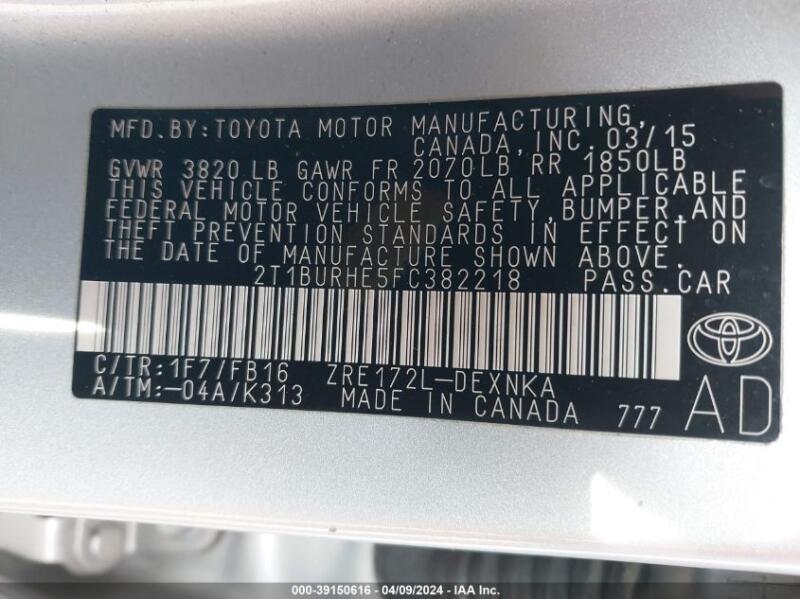 MFD. BY: TOYOTA MOTOR MANUFACTURING,
CANADA, INC. 03/15
GVWR 3820 LB GAWR FR 2070LB RR 1850LB
THIS VEHICLE CONFORMS TO ALL APPLICABLE
FEDERAL MOTOR VEHICLE SAFETY, BUMPER, AND
THEFT PREVENTION STANDARDS IN EFFECT ON
THE DATE OF MANUFACTURE SHOWN ABOVE.
2T1BURHE5FC382218 PASS. CAR
C/TR: 1F7/FB16 ZRE172L-DEXNKA
A/TM:-04A/K313 MADE IN CANADA 777 AD
000-39150616 / 04/09/2024 - IAA Inc.